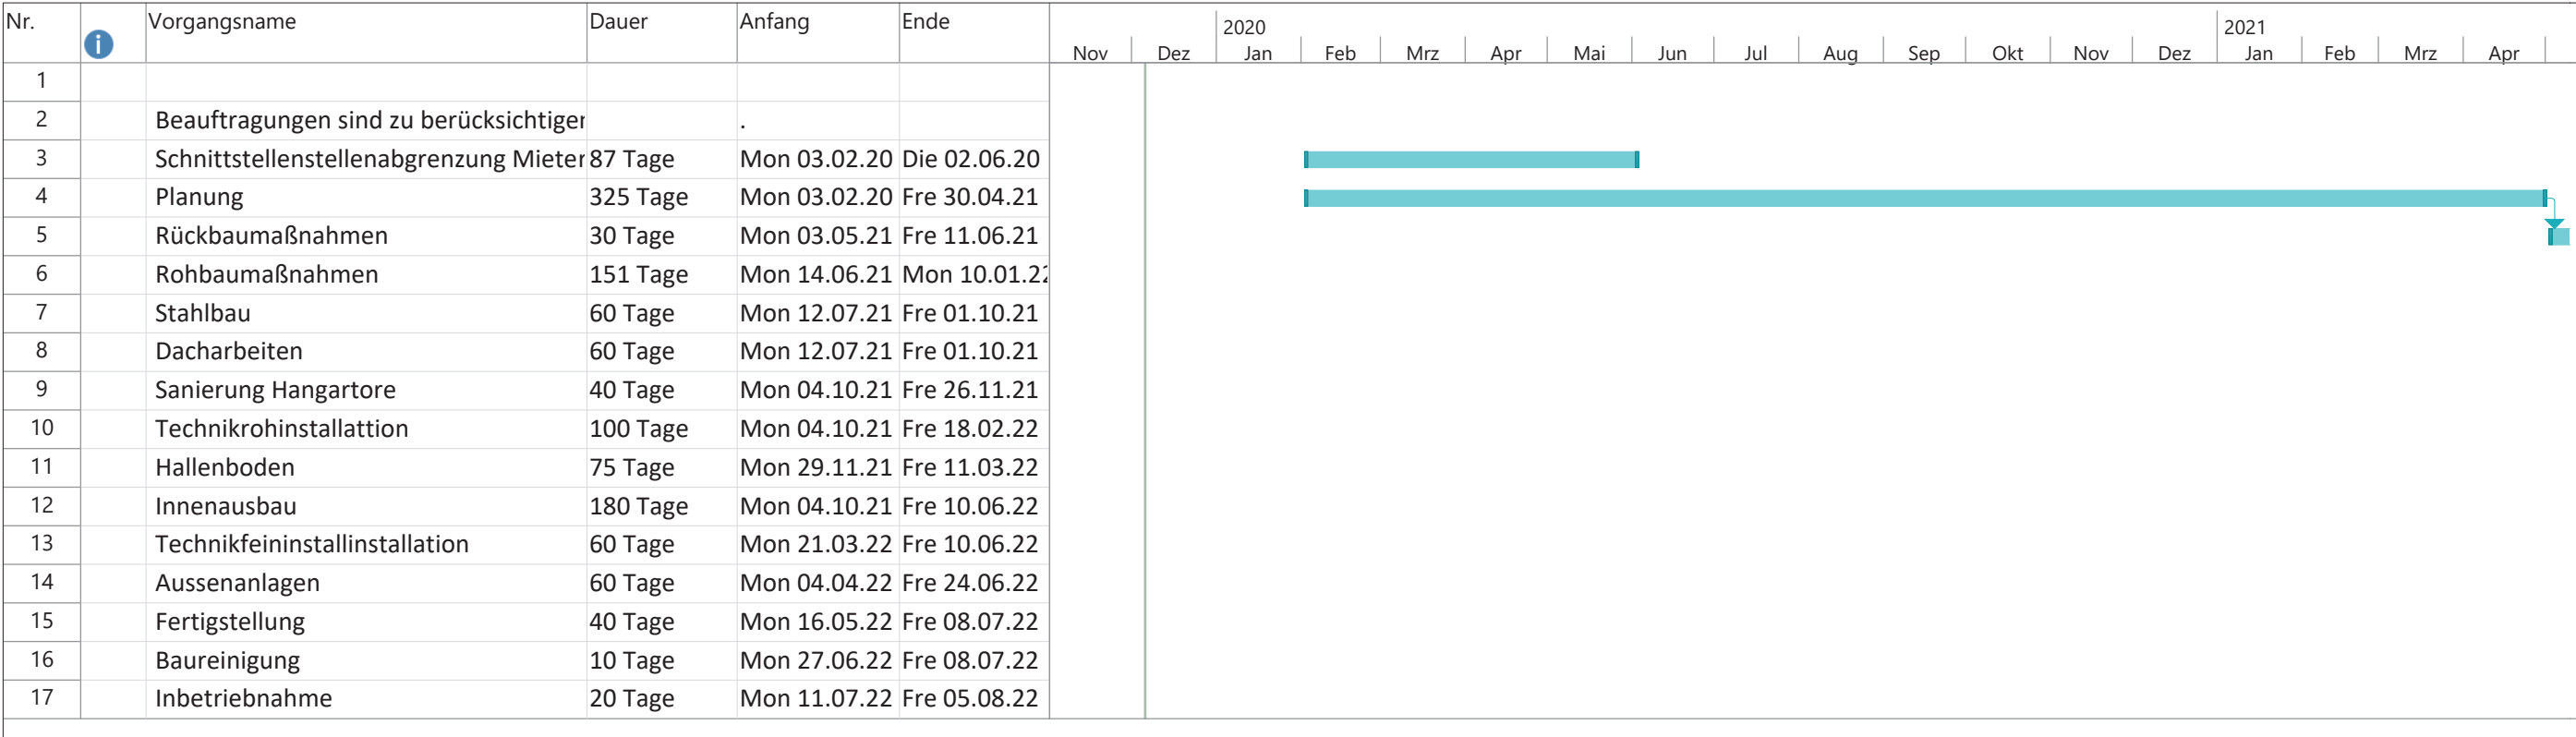 Nr. Vorgangsname Dauer Anfang Ende
2020 2021
Nov Dez Jan Feb Mrz Apr Mai Jun Jul Aug Sep Okt Nov Dez Jan Feb Mrz Apr
1
2 Beauftragungen sind zu berücksichtigen .
3 Schnittstellenstellenabgrenzung Mieter 87 Tage Mon 03.02.20 Die 02.06.20
4 Planung 325 Tage Mon 03.02.20 Fre 30.04.21
5 Rückbaumaßnahmen 30 Tage Mon 03.05.21 Fre 11.06.21
6 Rohbaumaßnahmen 151 Tage Mon 14.06.21 Mon 10.01.22
7 Stahlbau 60 Tage Mon 12.07.21 Fre 01.10.21
8 Dacharbeiten 60 Tage Mon 12.07.21 Fre 01.10.21
9 Sanierung Hangartore 40 Tage Mon 04.10.21 Fre 26.11.21
10 Technikrohinstallattion 100 Tage Mon 04.10.21 Fre 18.02.22
11 Hallenboden 75 Tage Mon 29.11.21 Fre 11.03.22
12 Innenausbau 180 Tage Mon 04.10.21 Fre 10.06.22
13 Technikfeininstallinstallation 60 Tage Mon 21.03.22 Fre 10.06.22
14 Aussenanlagen 60 Tage Mon 04.04.22 Fre 24.06.22
15 Fertigstellung 40 Tage Mon 16.05.22 Fre 08.07.22
16 Baureinigung 10 Tage Mon 27.06.22 Fre 08.07.22
17 Inbetriebnahme 20 Tage Mon 11.07.22 Fre 05.08.22